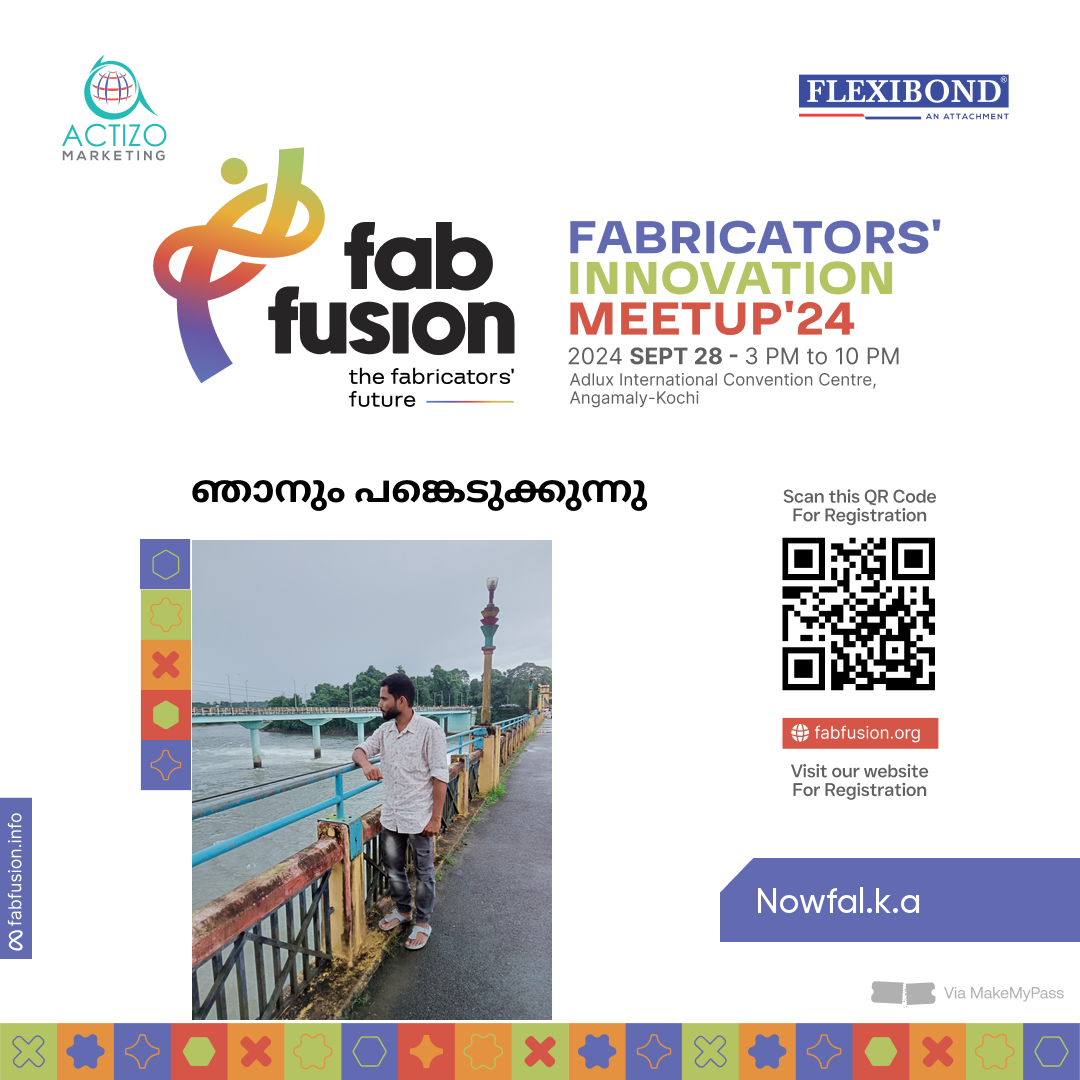 ACTIZO
MARKETING
FLEXIBOND®
AN ATTACHMENT
fab
fusion
the fabricators'
future
FABRICATORS'
INNOVATION
MEETUP'24
2024 SEPT 28 - 3 PM to 10 PM
Adlux International Convention Centre,
Angamaly-Kochi
ഞാനും പങ്കെടുക്കുന്നു
Scan this QR Code
For Registration
fabfusion.org
Visit our website
For Registration
fabfusion.info
Nowfal.k.a
Via MakeMyPass